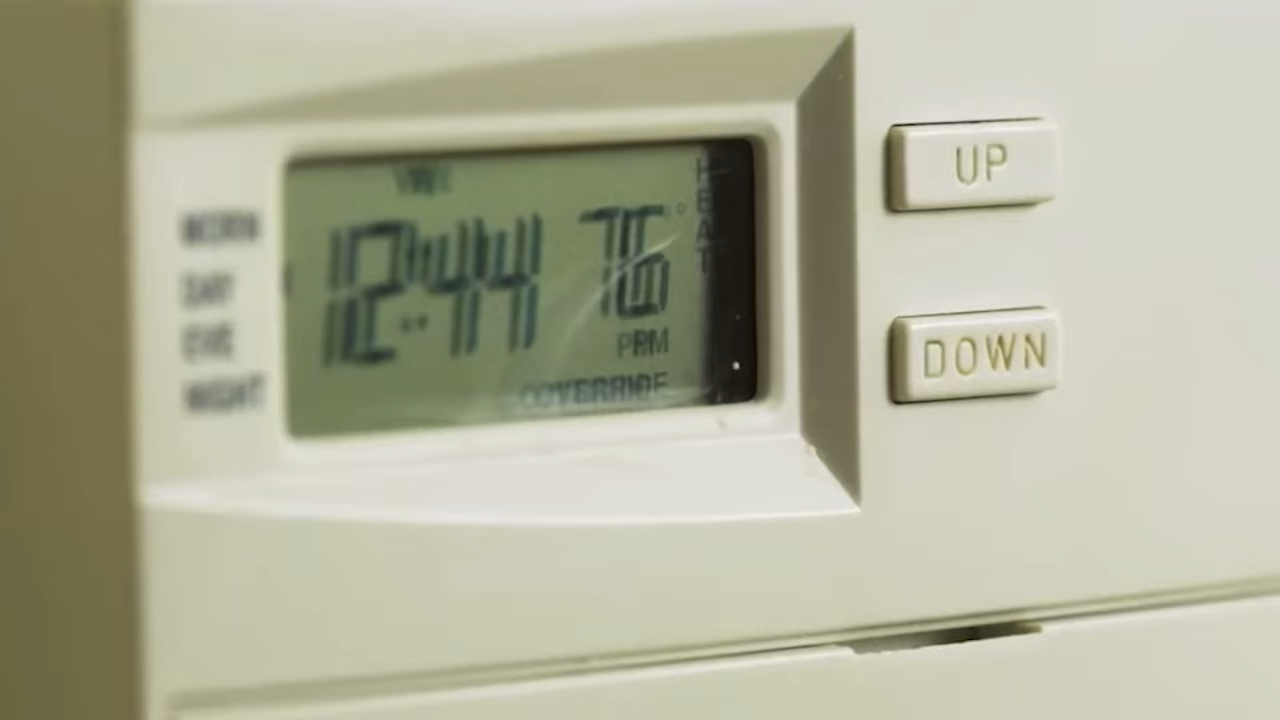 MORN
DAY
EVE
NIGHT
12:44 76°
PRM
OVERRIDE
HEAT
UP
DOWN